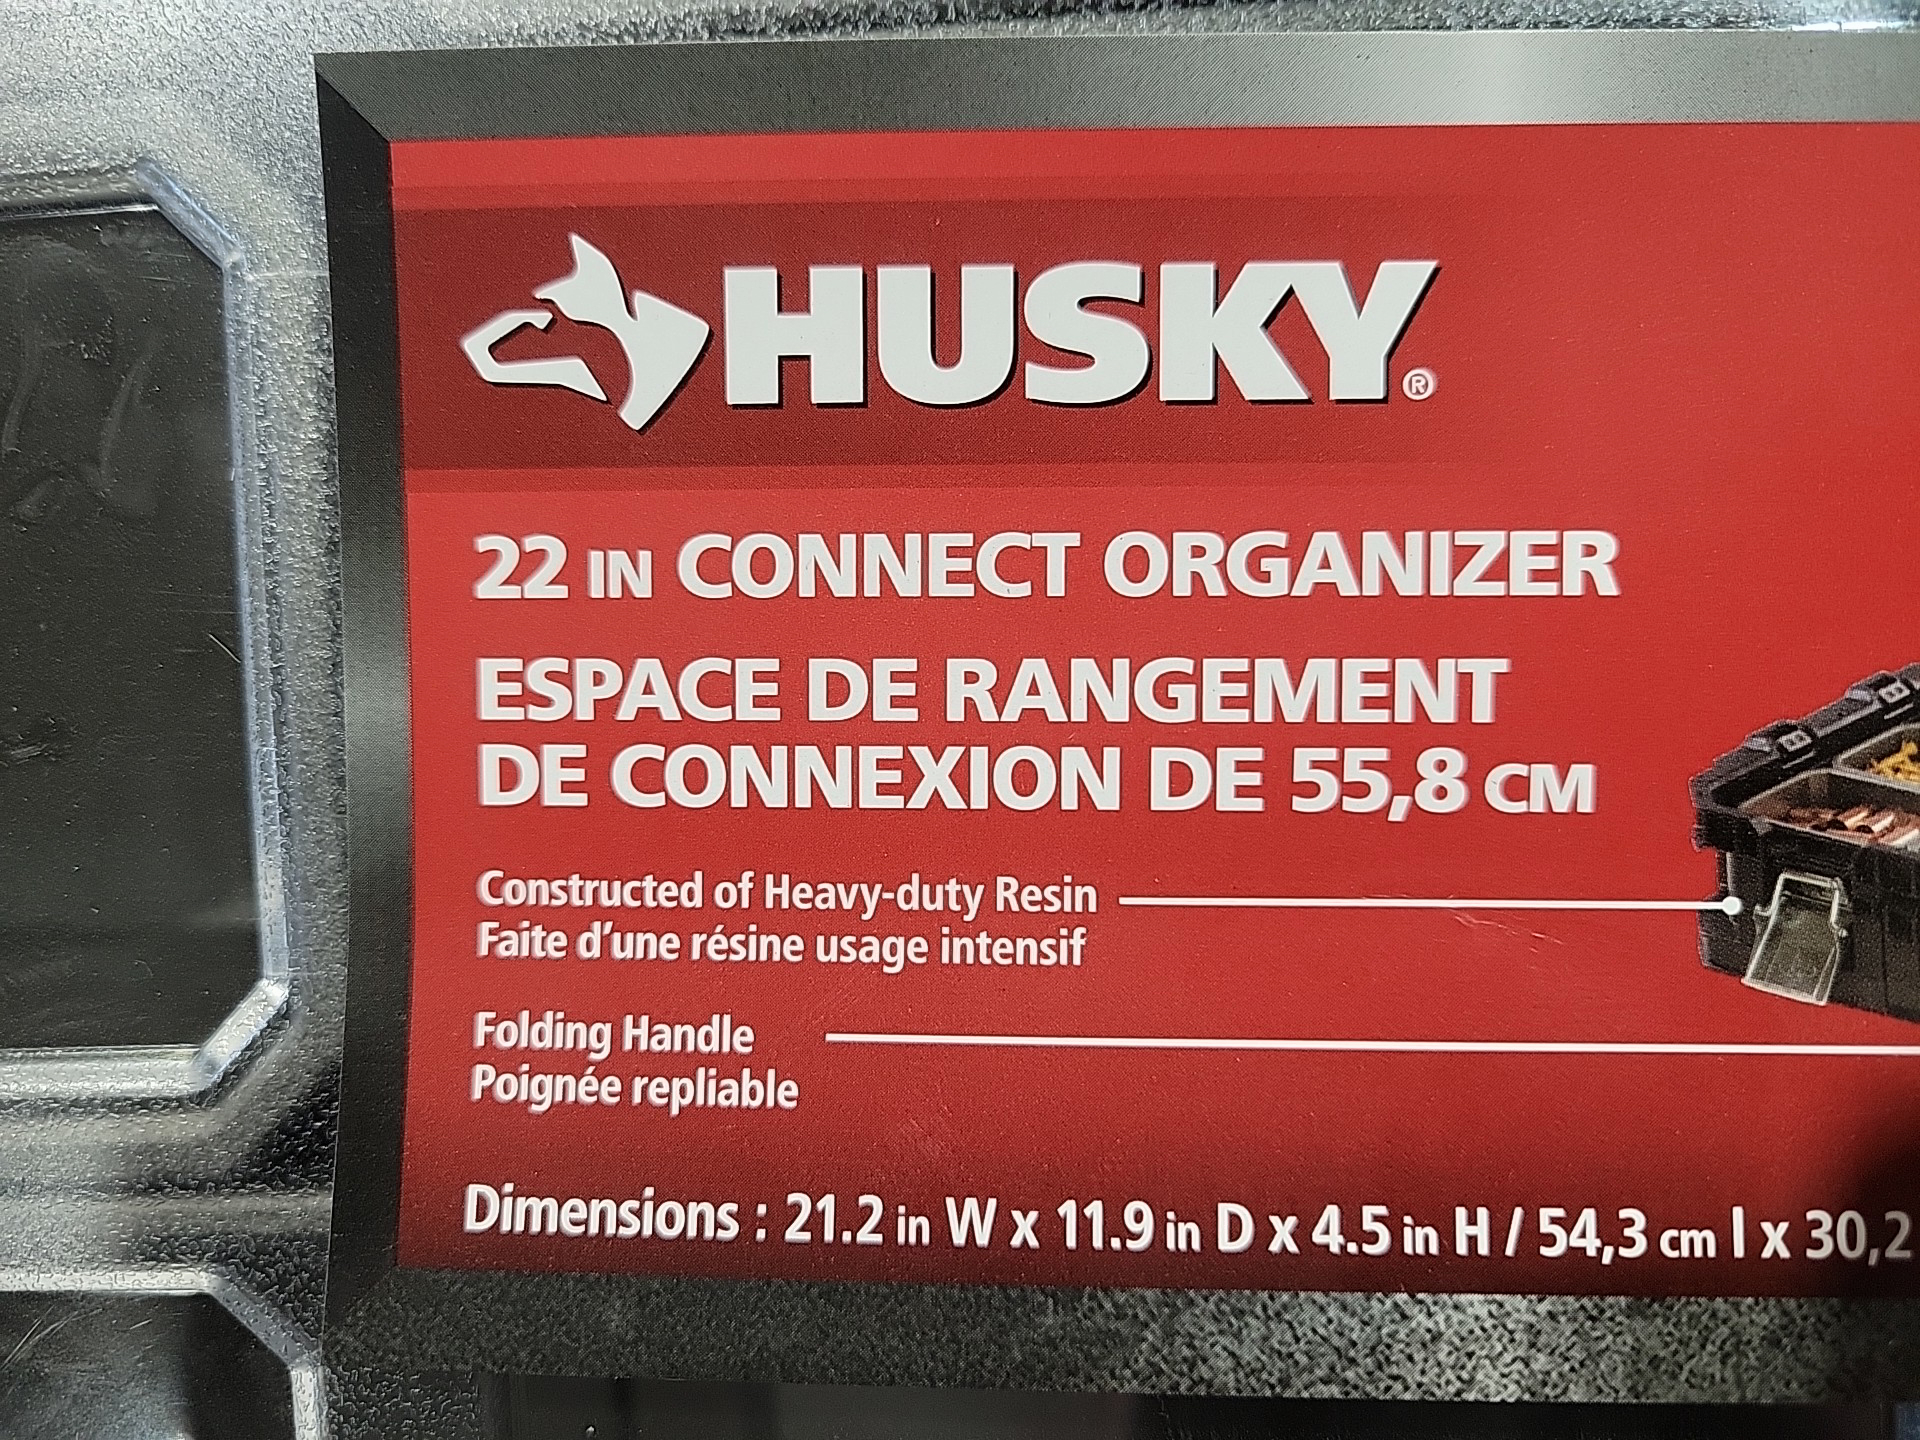 HUSKY®
22 IN CONNECT ORGANIZER
ESPACE DE RANGEMENT
DE CONNEXION DE 55,8 CM
Constructed of Heavy-duty Resin
Faite d'une résine usage intensif
Folding Handle
Poignée repliable
Dimensions : 21.2 in W x 11.9 in D x 4.5 in H / 54,3 cm l x 30,2